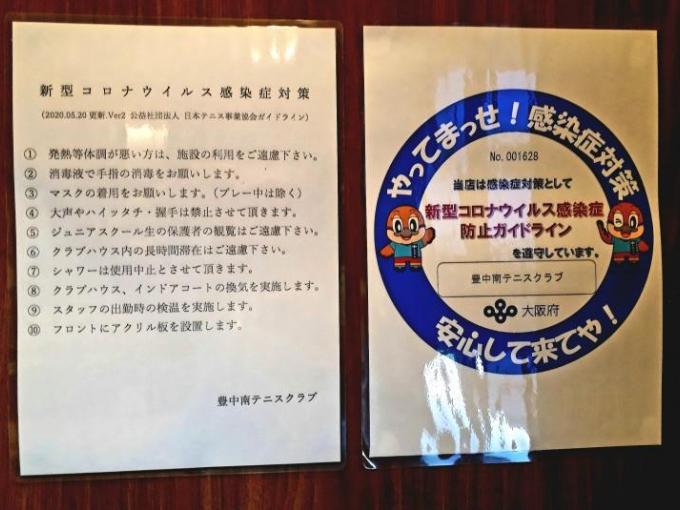 新型コロナウイルス感染症対策
(2020.05.20 更新.Ver2 公益社団法人 日本テニス事業協会ガイドライン)
① 発熱等体調が悪い方は、施設の利用をご遠慮下さい。
② 消毒液で手指の消毒をお願いします。
③ マスクの着用をお願いします。(プレー中は除く)
④ 大声やハイタッチ・握手は禁止させて頂きます。
⑤ ジュニアスクール生の保護者の観覧はご遠慮下さい。
⑥ クラブハウス内の長時間滞在はご遠慮下さい。
⑦ シャワーは使用中止とさせて頂きます。
⑧ クラブハウス、インドアコートの換気を実施します。
⑨ スタッフの出勤時の検温を実施します。
⑩ フロントにアクリル板を設置します。
豊中南テニスクラブ
やってまっせ!感染症対策
No.001628
当店は感染症対策として
新型コロナウイルス感染症
防止ガイドライン
を遵守しています。
豊中南テニスクラブ
大阪府
安心して来てや!